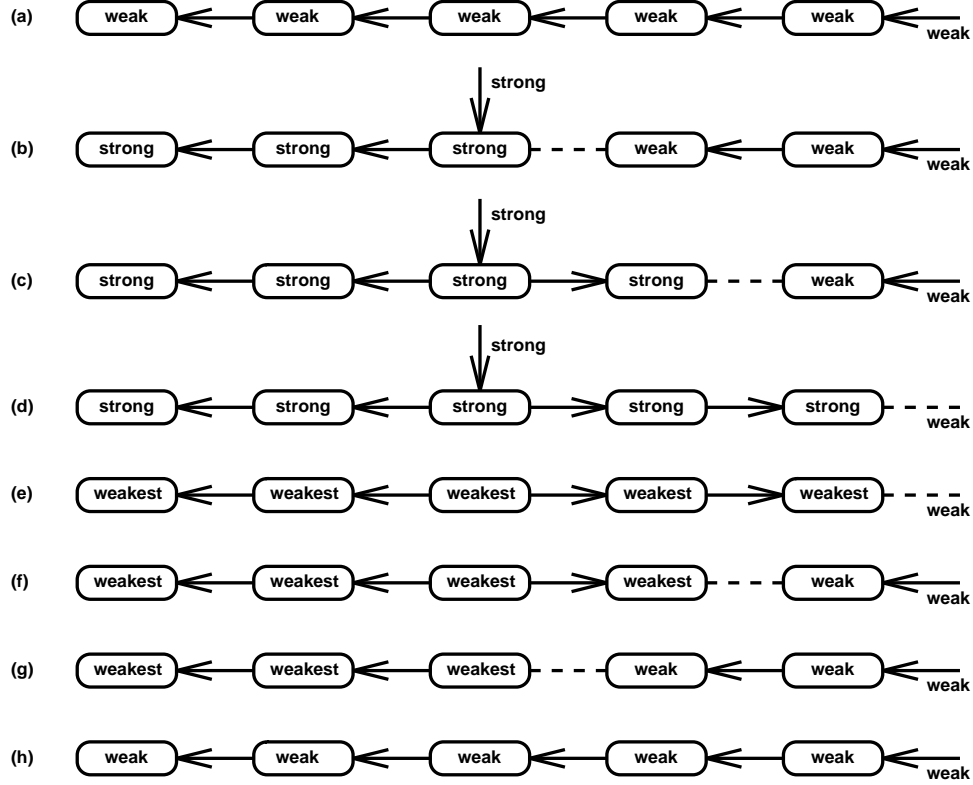 (a) weak weak weak weak weak weak
strong
(b) strong strong strong weak weak weak
strong
(c) strong strong strong strong weak weak
strong
(d) strong strong strong strong strong weak
(e) weakest weakest weakest weakest weakest weak
(f) weakest weakest weakest weakest weak weak
(g) weakest weakest weakest weak weak weak
(h) weak weak weak weak weak weak